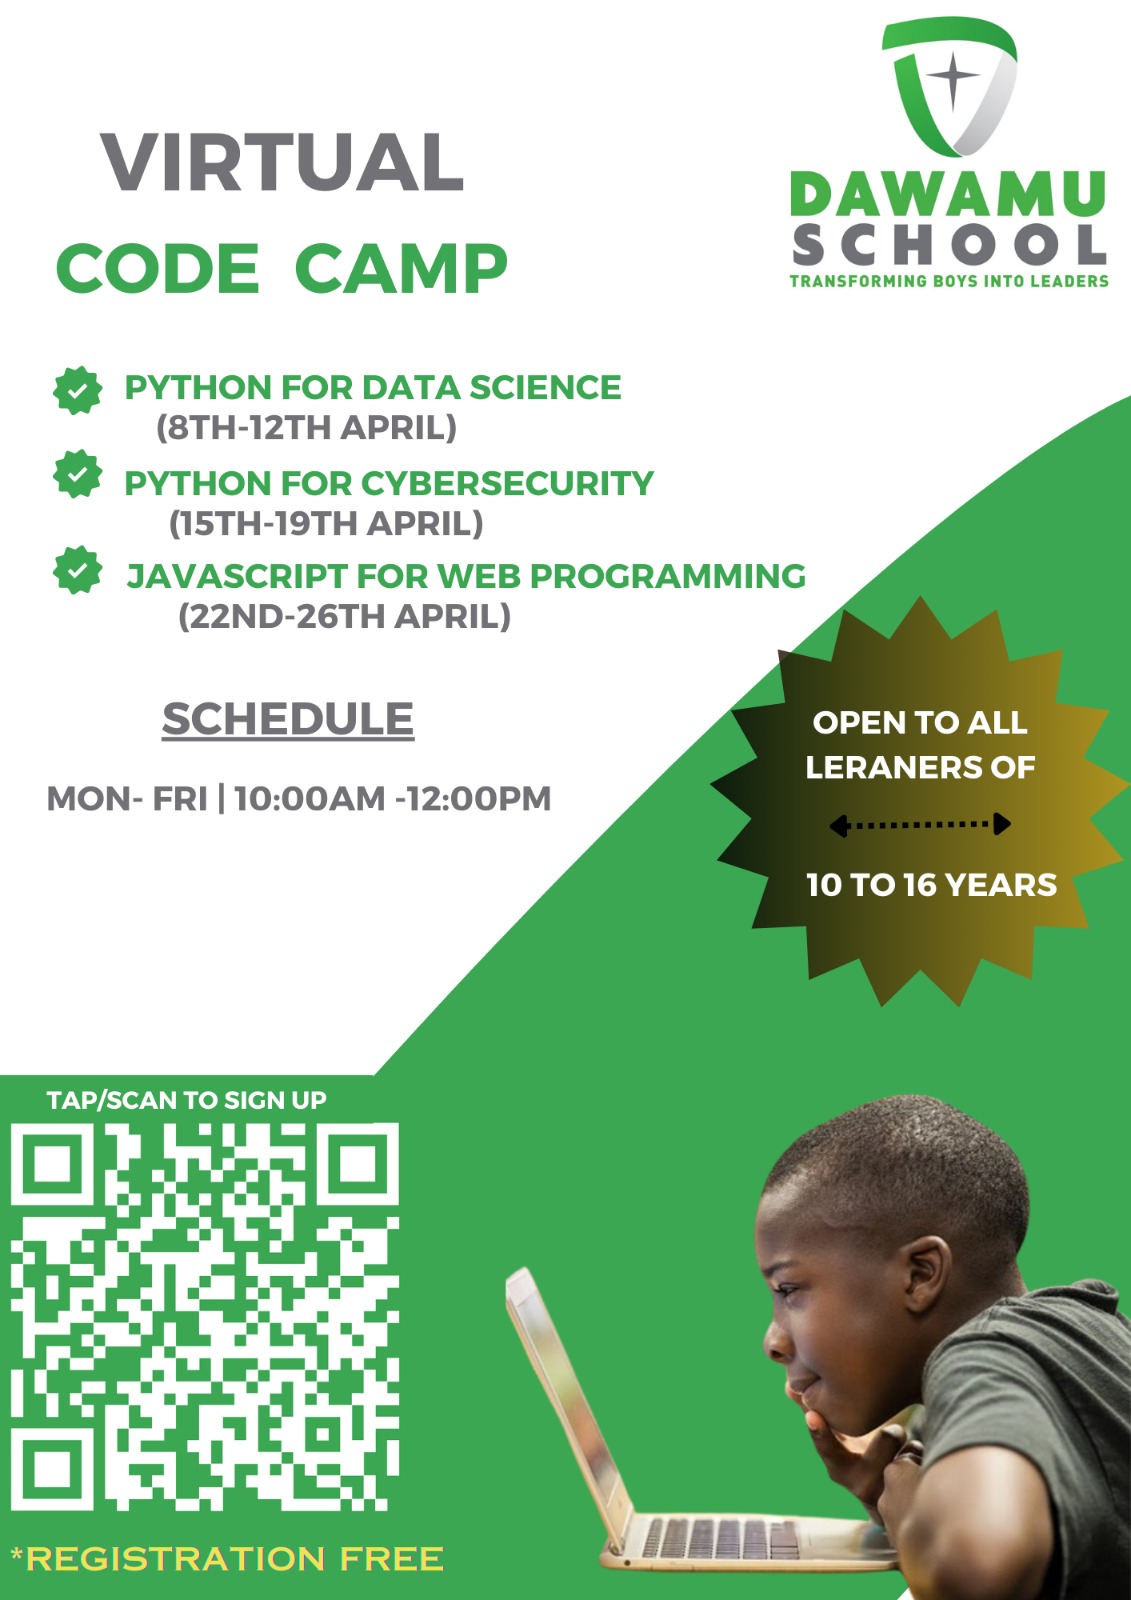 VIRTUAL
CODE CAMP
DAWAMU
SCHOOL
TRANSFORMING BOYS INTO LEADERS
PYTHON FOR DATA SCIENCE
(8TH-12TH APRIL)
PYTHON FOR CYBERSECURITY
(15TH-19TH APRIL)
JAVASCRIPT FOR WEB PROGRAMMING
(22ND-26TH APRIL)
SCHEDULE
MON- FRI | 10:00AM -12:00PM
OPEN TO ALL
LERANERS OF
10 TO 16 YEARS
TAP/SCAN TO SIGN UP
*REGISTRATION FREE